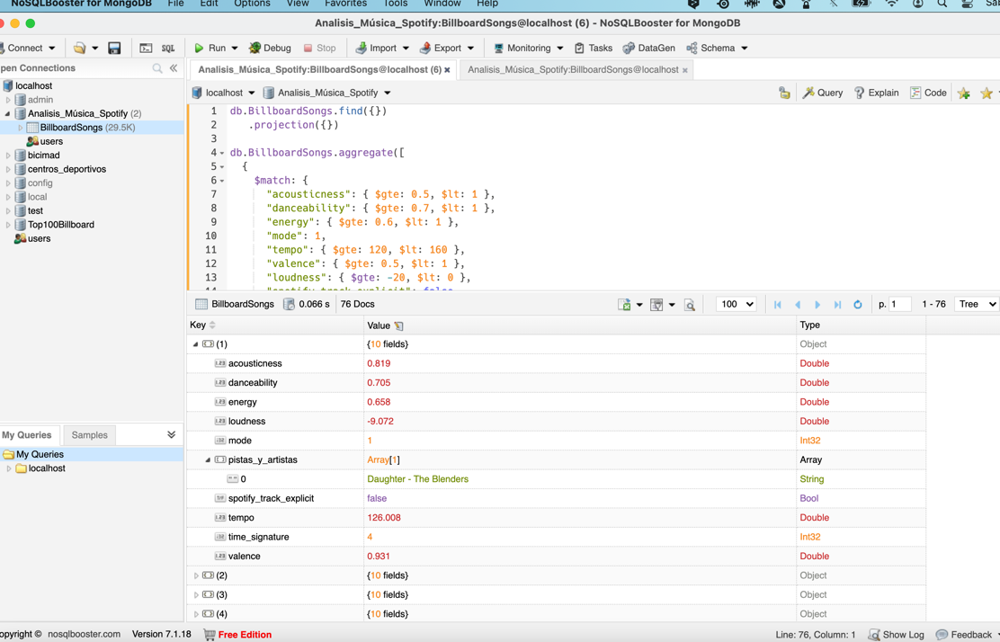 NoSQLBooster for MongoDB File Edit Options View Favorites Tools Window Help
Analisis_Música_Spotify:BillboardSongs@localhost (6) - NoSQLBooster for MongoDB
Connect SQL Run Debug Stop Import Export Monitoring Tasks DataGen Schema
pen Connections
localhost
admin
Analisis_Música_Spotify (2)
BillboardSongs (29.5K)
users
bicimad
centros_deportivos
config
local
test
Top100Billboard
users
My Queries Samples
My Queries
localhost
Analisis_Música_Spotify:BillboardSongs@localhost (6) Analisis_Música_Spotify:BillboardSongs@localhost
localhost Analisis_Música_Spotify Query Explain Code
1 db.BillboardSongs.find({})
2 .projection({})
3
4 db.BillboardSongs.aggregate([
5 {
6 $match: {
7 "acousticness": { $gte: 0.5, $lt: 1 },
8 "danceability": { $gte: 0.7, $lt: 1 },
9 "energy": { $gte: 0.6, $lt: 1 },
10 "mode": 1,
11 "tempo": { $gte: 120, $lt: 160 },
12 "valence": { $gte: 0.5, $lt: 1 },
13 "loudness": { $gte: -20, $lt: 0 },
BillboardSongs 0.066 s 76 Docs 100 p. 1 1 - 76 Tree
Key Value Type
(1) {10 fields} Object
acousticness 0.819 Double
danceability 0.705 Double
energy 0.658 Double
loudness -9.072 Double
mode 1 Int32
pistas_y_artistas Array[1] Array
0 Daughter - The Blenders String
spotify_track_explicit false Bool
tempo 126.008 Double
time_signature 4 Int32
valence 0.931 Double
(2) {10 fields} Object
(3) {10 fields} Object
(4) {10 fields} Object
opyright © nosqlbooster.com Version 7.1.18 Free Edition Line: 76, Column: 1 Show Log Feedback